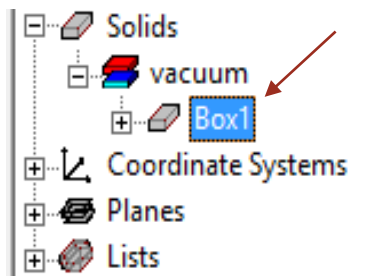 Solids
vacuum
Box1
Coordinate Systems
Planes
Lists